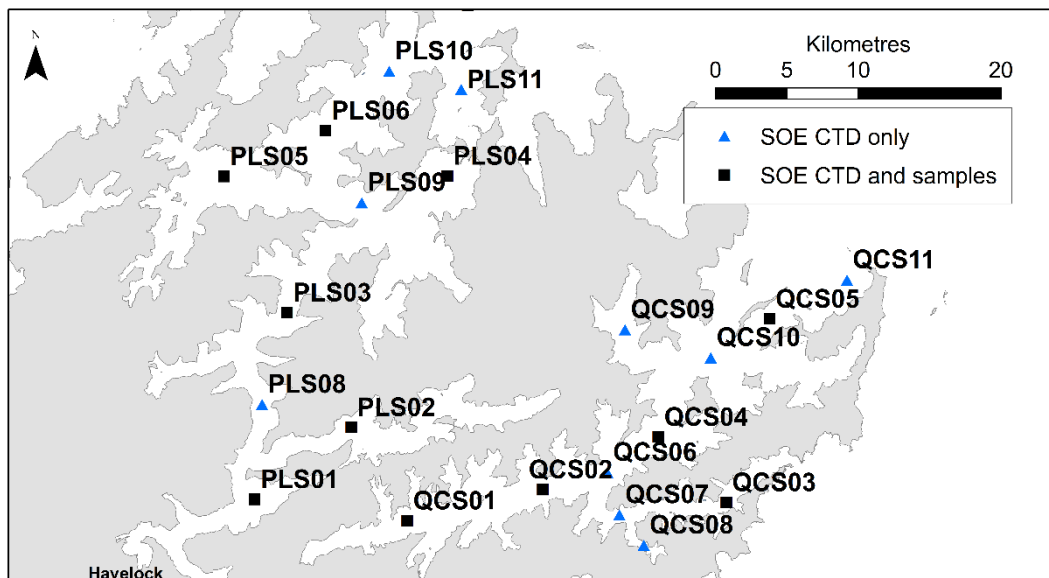 N
Kilometres
0 5 10 20
SOE CTD only
SOE CTD and samples
PLS10
PLS11
PLS06
PLS05
PLS04
PLS09
PLS03
PLS08
PLS02
PLS01
QCS11
QCS05
QCS09
QCS10
QCS04
QCS06
QCS02
QCS03
QCS07
QCS01
QCS08
Havelock